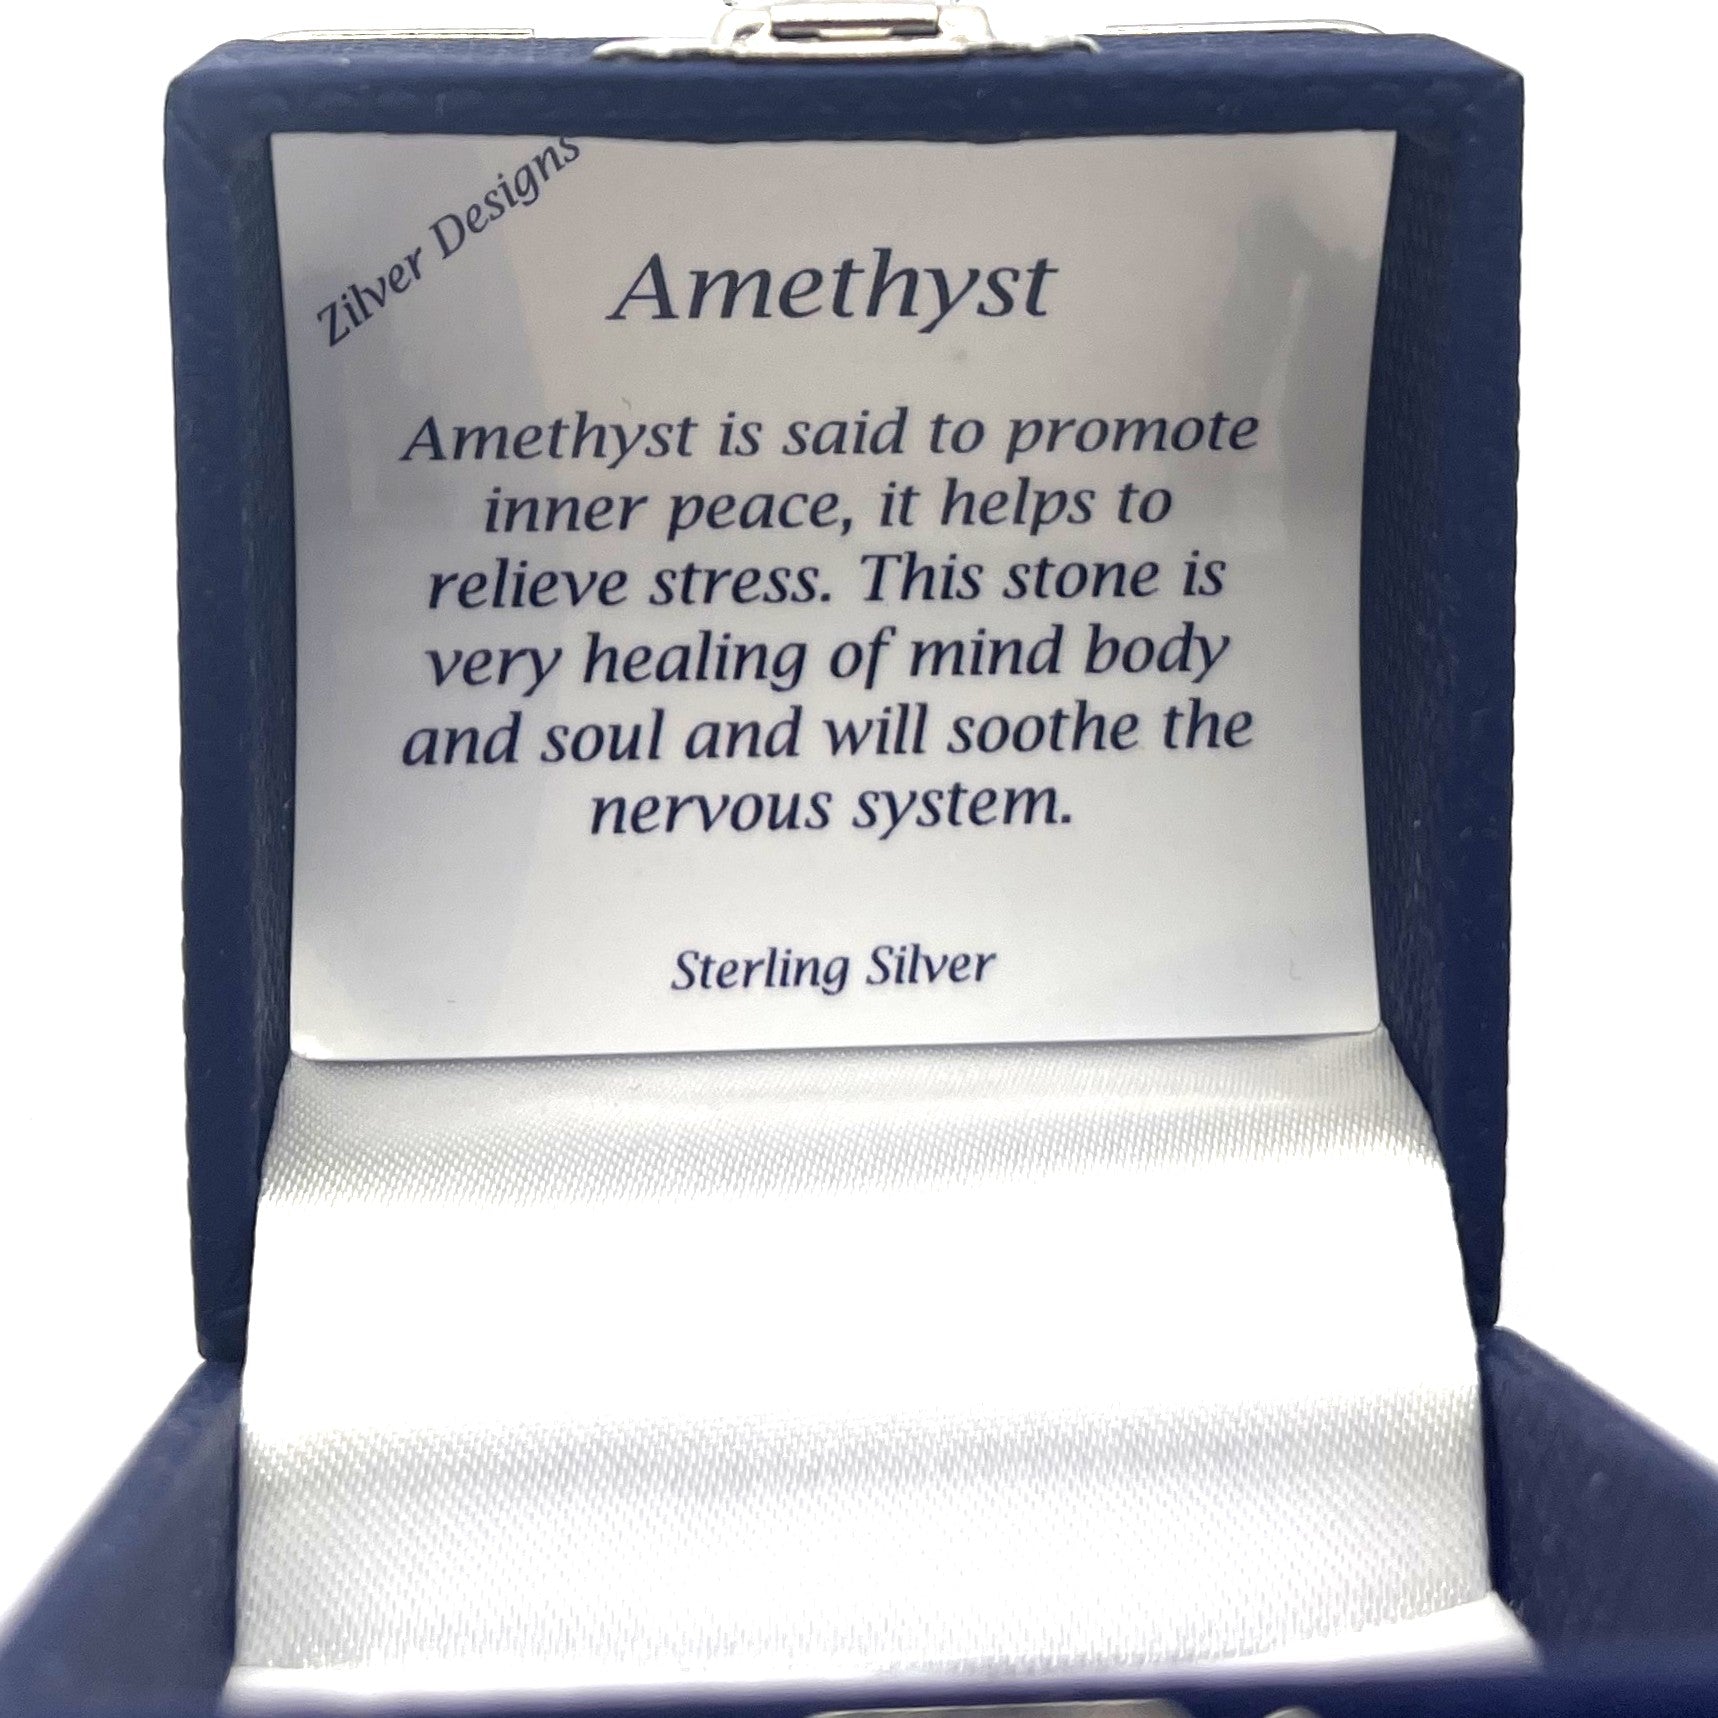 Zilver Designs
Amethyst
Amethyst is said to promote
inner peace, it helps to
relieve stress. This stone is
very healing of mind body
and soul and will soothe the
nervous system.
Sterling Silver